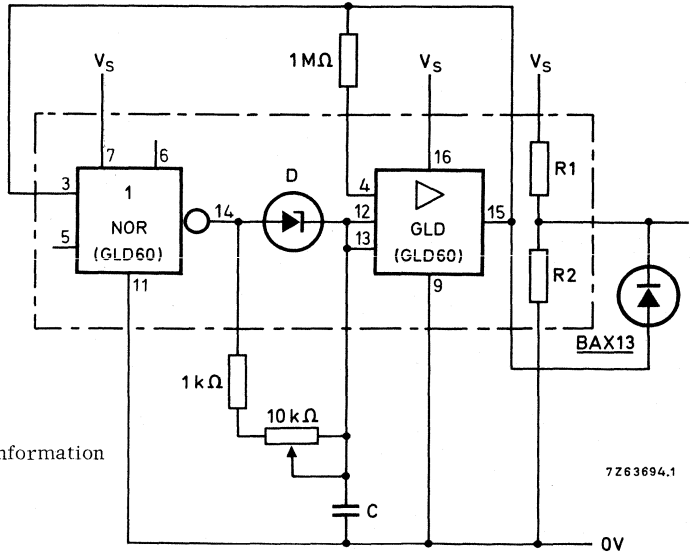 1MΩ
VS
VS
VS
7
6
16
D
R1
3
1
4
14
12
15
NOR
GLD
5
(GLD60)
13
(GLD60)
R2
11
9
BAX13
1kΩ
10kΩ
nformation
7Z63694.1
C
0V